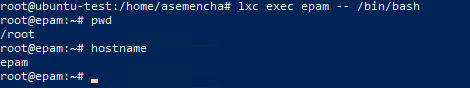 root@ubuntu-test:/home/asemencha# lxc exec epam -- /bin/bash
root@epam:~# pwd
/root
root@epam:~# hostname
epam
root@epam:~#